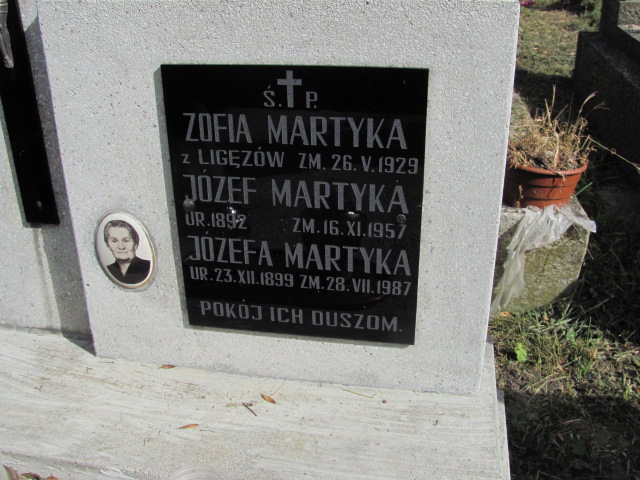 Ś. P.
ZOFIA MARTYKA
z LIGĘZÓW ZM. 26.V.1929
JÓZEF MARTYKA
UR.1892 ZM.16.XI.1957
JÓZEFA MARTYKA
UR.23.XII.1899 ZM.28.VII.1987
POKÓJ ICH DUSZOM.